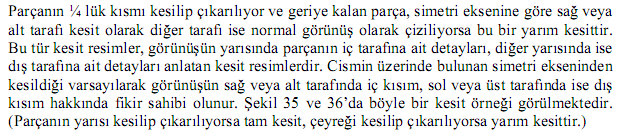 Parçanın ¼ lük kısmı kesilip çıkarılıyor ve geriye kalan parça, simetri eksenine göre sağ veya
alt tarafı kesit olarak diğer tarafı ise normal görünüş olarak çiziliyorsa bu bir yarım kesittir.
Bu tür kesit resimler, görünüşün yarısında parçanın iç tarafına ait detayları, diğer yarısında ise
dış tarafına ait detayları anlatan kesit resimlerdir. Cismin üzerinde bulunan simetri ekseninden
kesildiği varsayılarak görünüşün sağ veya alt tarafında iç kısım, sol veya üst tarafında ise dış
kısım hakkında fikir sahibi olunur. Şekil 35 ve 36’da böyle bir kesit örneği görülmektedir.
(Parçanın yarısı kesilip çıkarılıyorsa tam kesit, çeyreği kesilip çıkarılıyorsa yarım kesittir.)